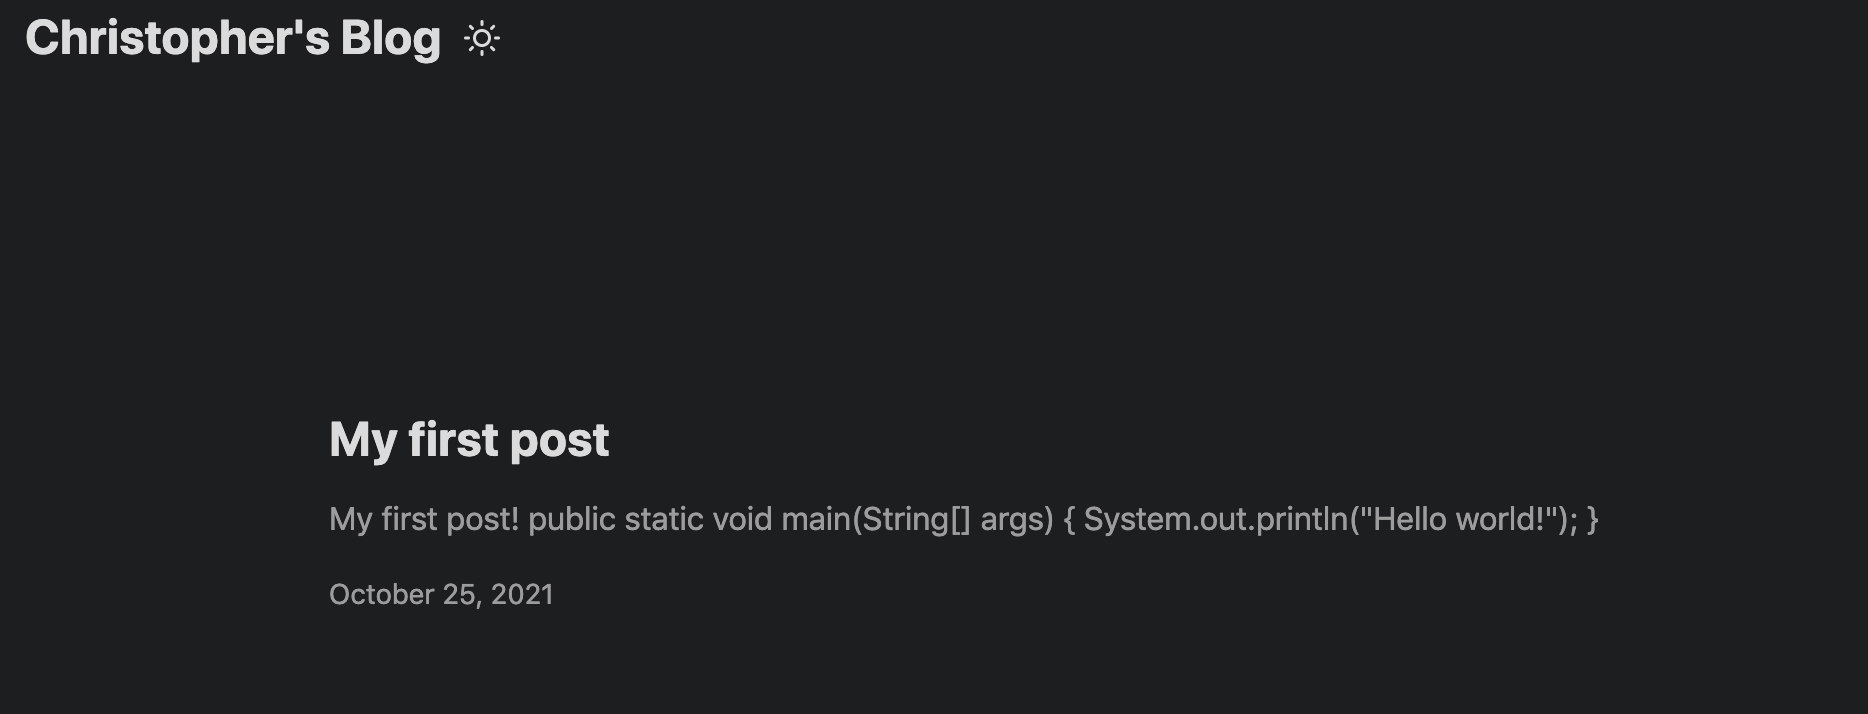 Christopher's Blog
My first post
My first post! public static void main(String[] args) { System.out.println("Hello world!"); }
October 25, 2021